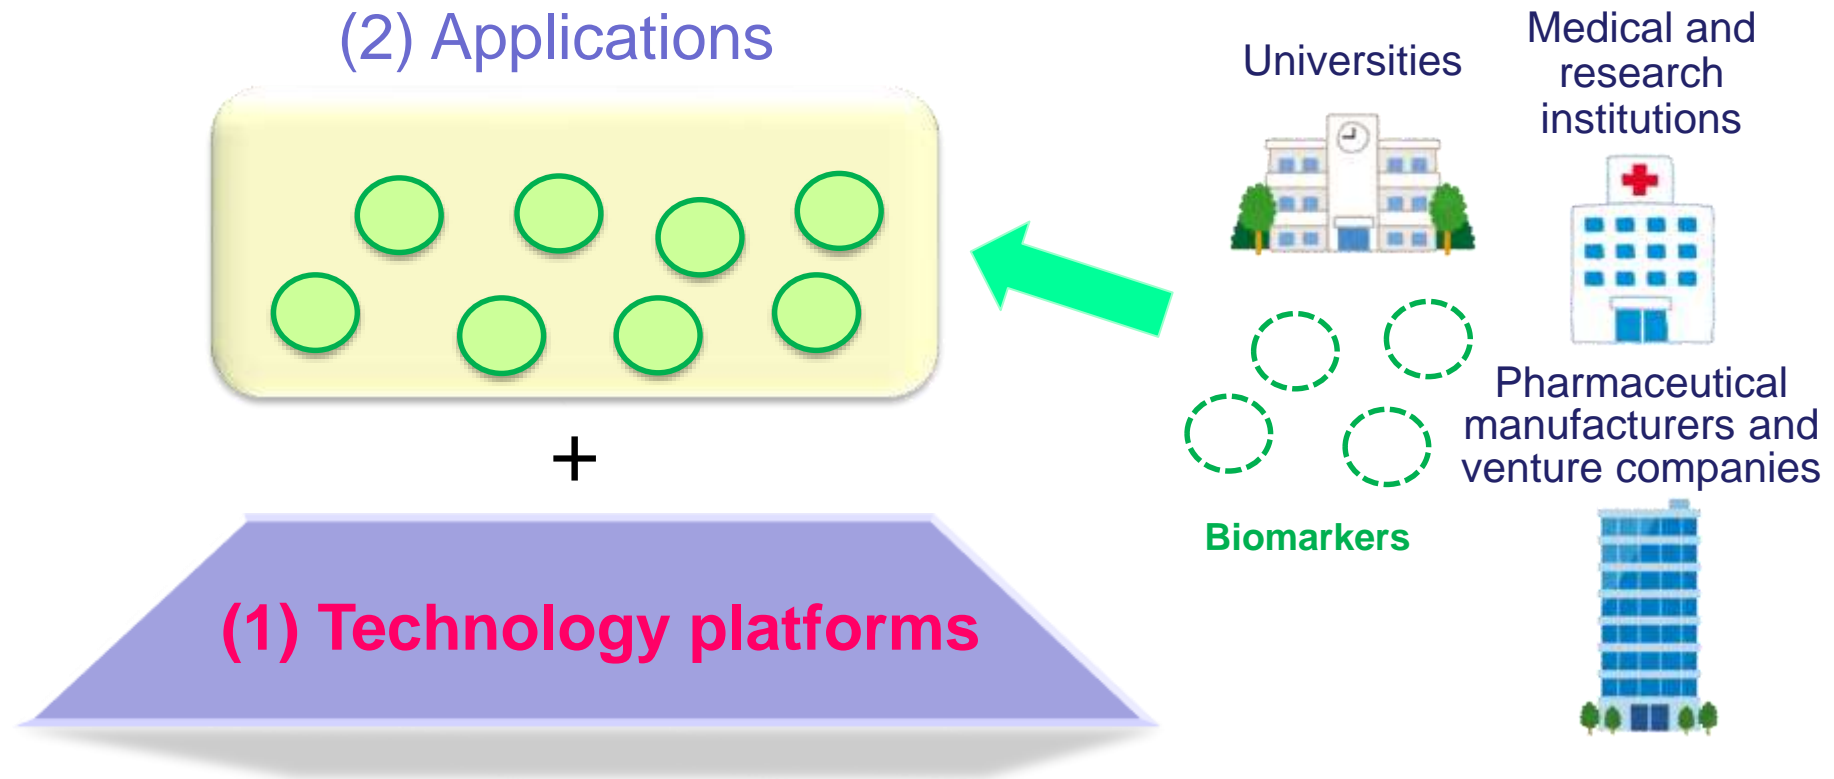 (2) Applications
Universities
Medical and
research
institutions
+
Pharmaceutical
manufacturers and
venture companies
Biomarkers
(1) Technology platforms